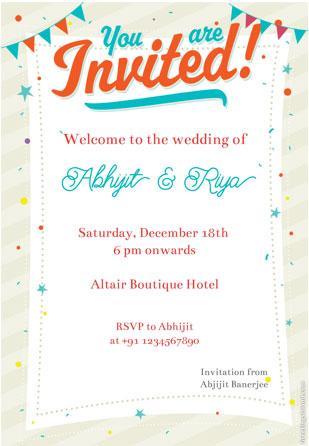 You are
Invited!
Welcome to the wedding of
Abhijit & Riya
Saturday, December 18th
6 pm onwards
Altair Boutique Hotel
RSVP to Abhijit
at +91 1234567890
Invitation from
Abjijit Banerjee